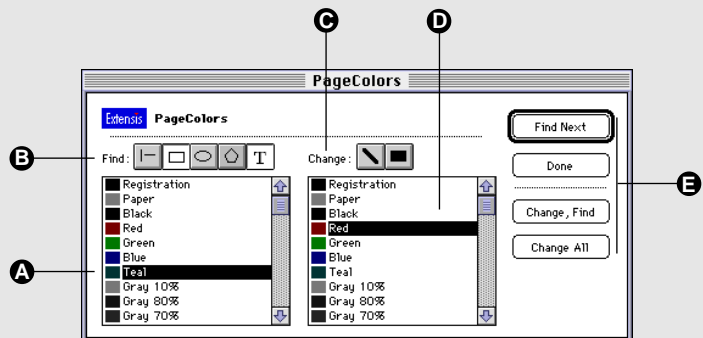 C
D
PageColors
Extensis PageColors
Find Next
B
Find: T
Change:
Done
E
Registration
Paper
Black
Red
Green
Blue
Teal
Gray 10%
Gray 80%
Gray 70%
Registration
Paper
Black
Red
Green
Blue
Teal
Gray 10%
Gray 80%
Gray 70%
Change, Find
Change All
A